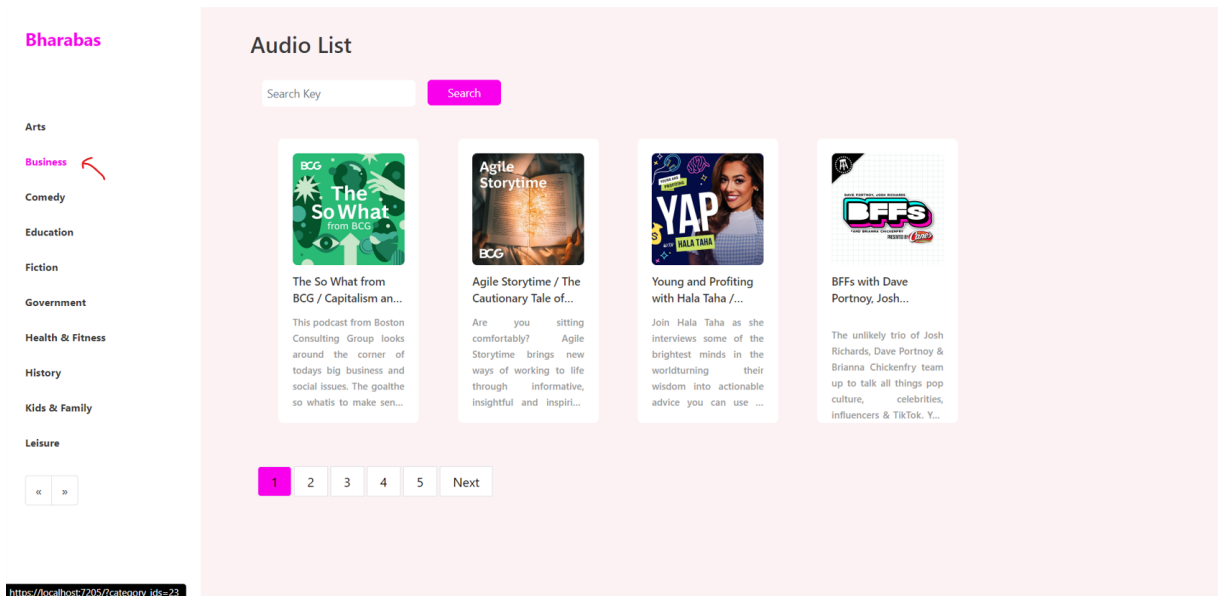 Bharabas
Arts
Business
Comedy
Education
Fiction
Government
Health & Fitness
History
Kids & Family
Leisure
« »
https://localhost:7205/?category_ids=23
Audio List
Search Key
Search
BCG
The
So What
from BCG
The So What from
BCG / Capitalism an...
This podcast from Boston
Consulting Group looks
around the corner of
todays big business and
social issues. The goalthe
so whatis to make sen...
Agile
Storytime
BCG
Agile Storytime / The
Cautionary Tale of...
Are you sitting
comfortably? Agile
Storytime brings new
ways of working to life
through informative,
insightful and inspiri...
YOUNG AND
PROFITING
YAP
WITH HALA TAHA
Young and Profiting
with Hala Taha /...
Join Hala Taha as she
interviews some of the
brightest minds in the
worldturning their
wisdom into actionable
advice you can use ...
DAVE PORTNOY, JOSH RICHARDS,
BFFs
AND BRIANNA CHICKENFRY
PRESENTED BY
BFFs with Dave
Portnoy, Josh...
The unlikely trio of Josh
Richards, Dave Portnoy &
Brianna Chickenfry team
up to talk all things pop
culture, celebrities,
influencers & TikTok. Y...
1 2 3 4 5 Next